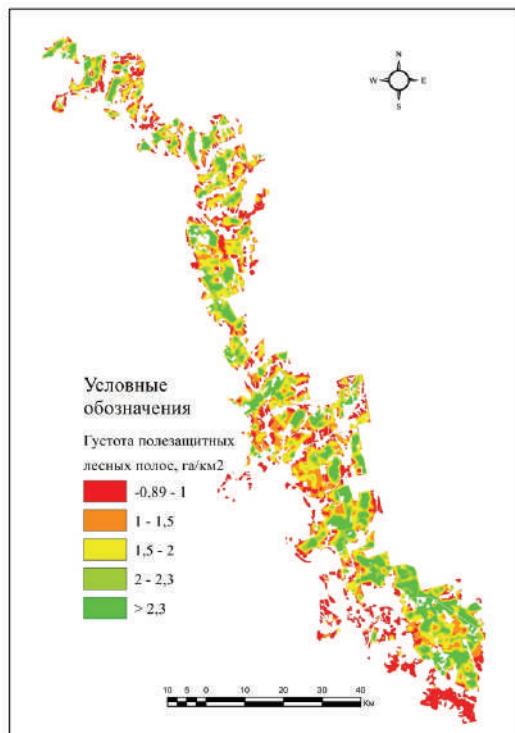 N
W E
S
Условные
обозначения
Густота полезащитных
лесных полос, га/км2
-0.89 - 1
1 - 1,5
1,5 - 2
2 - 2,3
> 2,3
10 5 0 10 20 30 40
Км